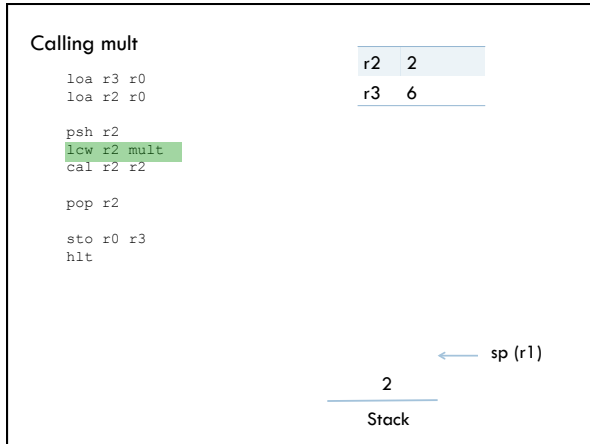 Calling mult
loa r3 r0
loa r2 r0
psh r2
lcw r2 mult
cal r2 r2
pop r2
sto r0 r3
hlt
r2 2
r3 6
sp (r1)
2
Stack